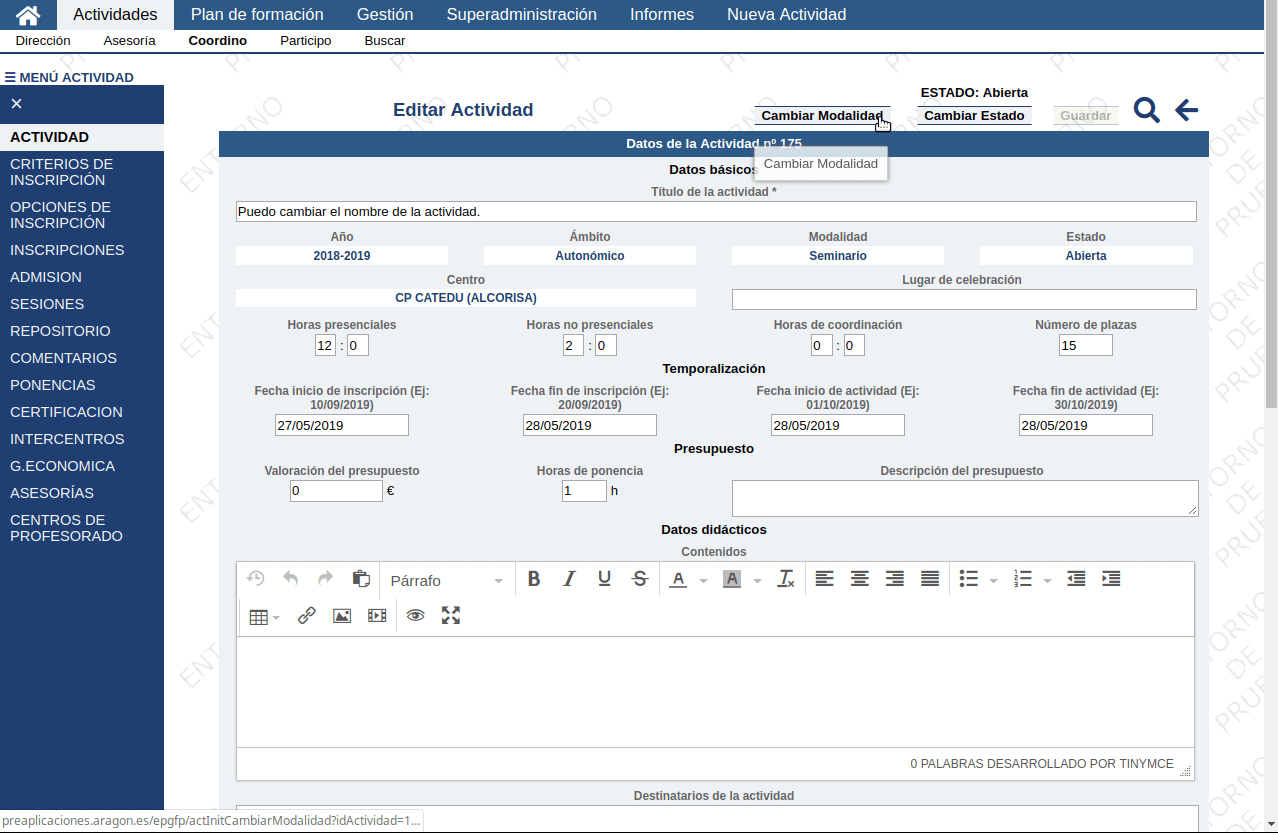 Actividades Plan de formación Gestión Superadministración Informes Nueva Actividad
Dirección Asesoría Coordino Participo Buscar
☰ MENÚ ACTIVIDAD
×
ACTIVIDAD
CRITERIOS DE
INSCRIPCIÓN
OPCIONES DE
INSCRIPCIÓN
INSCRIPCIONES
ADMISION
SESIONES
REPOSITORIO
COMENTARIOS
PONENCIAS
CERTIFICACION
INTERCENTROS
G.ECONOMICA
ASESORÍAS
CENTROS DE
PROFESORADO
ESTADO: Abierta
Editar Actividad
Cambiar Modalidad Cambiar Estado Guardar
Datos de la Actividad nº 175
Cambiar Modalidad
Datos básicos
Título de la actividad *
Puedo cambiar el nombre de la actividad.
Año Ámbito Modalidad Estado
2018-2019 Autonómico Seminario Abierta
Centro Lugar de celebración
CP CATEDU (ALCORISA)
Horas presenciales Horas no presenciales Horas de coordinación Número de plazas
12 : 0 2 : 0 0 : 0 15
Temporalización
Fecha inicio de inscripción (Ej: 10/09/2019) Fecha fin de inscripción (Ej: 20/09/2019) Fecha inicio de actividad (Ej: 01/10/2019) Fecha fin de actividad (Ej: 30/10/2019)
27/05/2019 28/05/2019 28/05/2019 28/05/2019
Presupuesto
Valoración del presupuesto Horas de ponencia Descripción del presupuesto
0 € 1 h
Datos didácticos
Contenidos
Párrafo B I U S A A
0 PALABRAS DESARROLLADO POR TINYMCE
Destinatarios de la actividad
preaplicaciones.aragon.es/epgfp/actInitCambiarModalidad?idActividad=1...
ENTORNO
DE